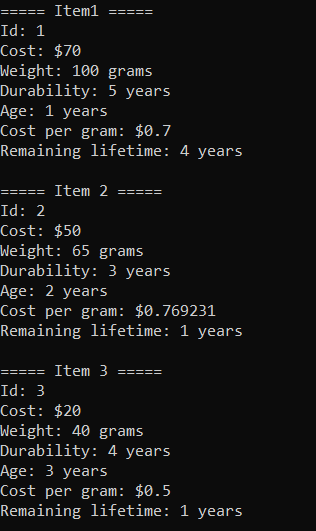 ===== Item1 =====
Id: 1
Cost: $70
Weight: 100 grams
Durability: 5 years
Age: 1 years
Cost per gram: $0.7
Remaining lifetime: 4 years

===== Item 2 =====
Id: 2
Cost: $50
Weight: 65 grams
Durability: 3 years
Age: 2 years
Cost per gram: $0.769231
Remaining lifetime: 1 years

===== Item 3 =====
Id: 3
Cost: $20
Weight: 40 grams
Durability: 4 years
Age: 3 years
Cost per gram: $0.5
Remaining lifetime: 1 years